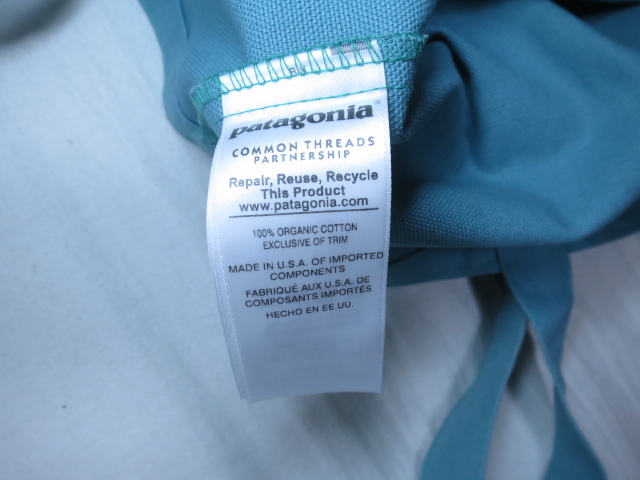 patagonia
COMMON THREADS
PARTNERSHIP
Repair, Reuse, Recycle
This Product
www.patagonia.com
100% ORGANIC COTTON
EXCLUSIVE OF TRIM
MADE IN U.S.A. OF IMPORTED
COMPONENTS
FABRIQUÉ AUX U.S.A. DE
COMPOSANTS IMPORTÉS
HECHO EN EE.UU.